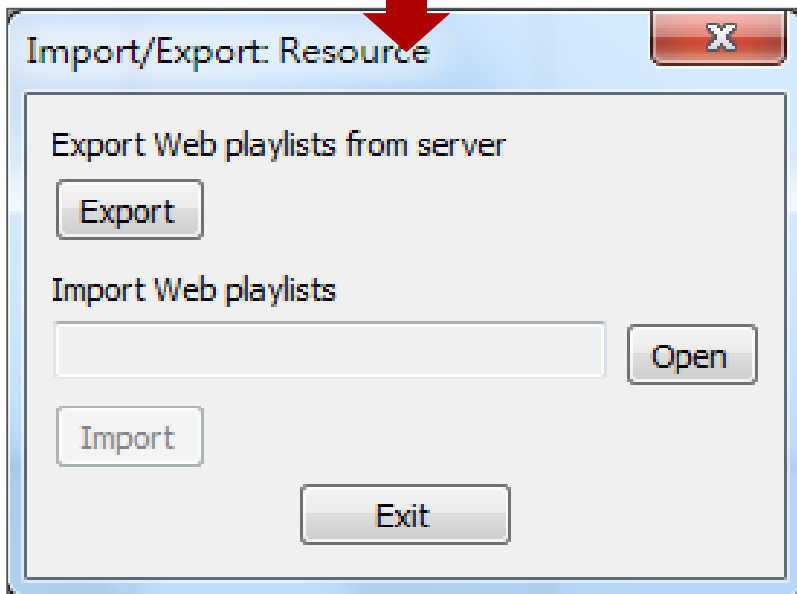 Import/Export: Resource
Export Web playlists from server
Export
Import Web playlists
Open
Import
Exit